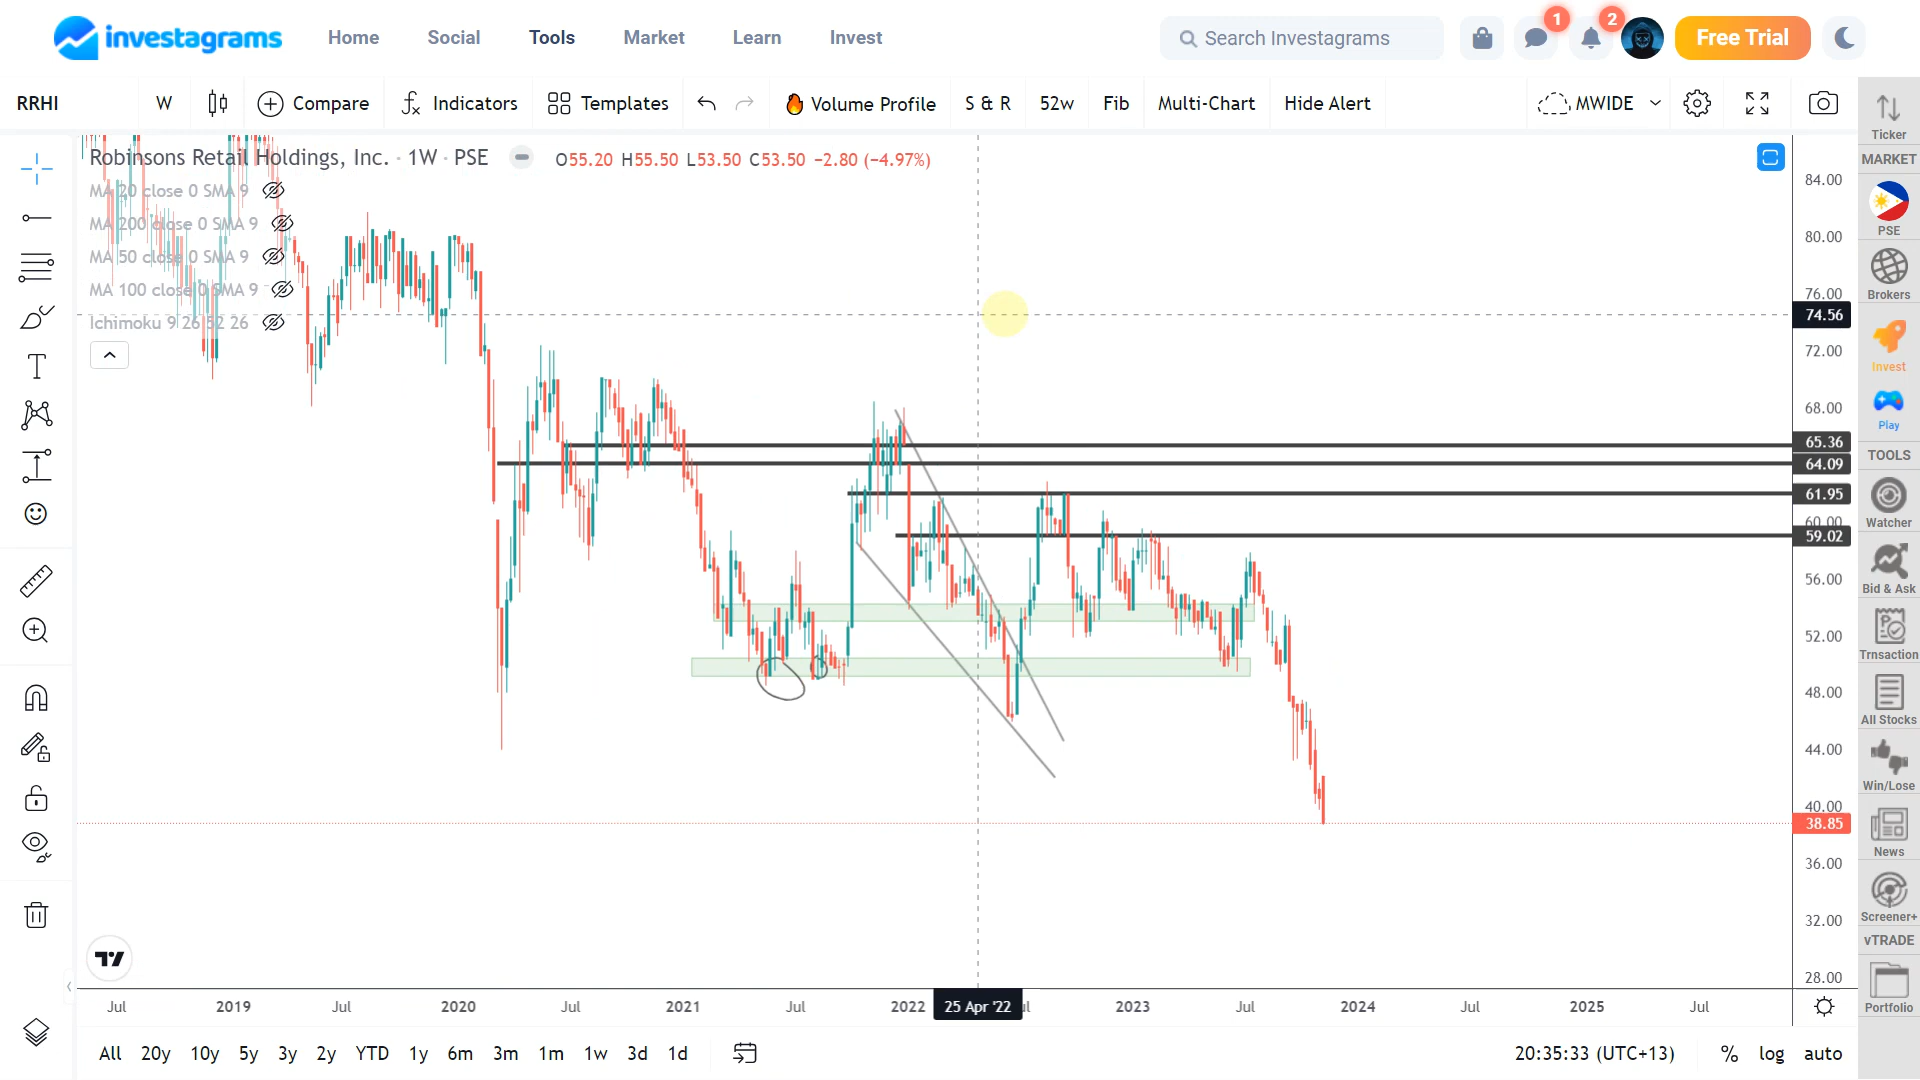 investagrams Home Social Tools Market Learn Invest Search Investagrams 1 2 Free Trial
RRHI W Compare Indicators Templates Volume Profile S & R 52w Fib Multi-Chart Hide Alert MWIDE
Robinsons Retail Holdings, Inc. · 1W · PSE O55.20 H55.50 L53.50 C53.50 −2.80 (−4.97%)
MA 20 close 0 SMA 9
MA 200 close 0 SMA 9
MA 50 close 0 SMA 9
MA 100 close 0 SMA 9
Ichimoku 9 26 52 26
84.00
80.00
76.00
74.56
72.00
68.00
65.36
64.09
61.95
60.00
59.02
56.00
52.00
48.00
44.00
40.00
38.85
36.00
32.00
28.00
Jul 2019 Jul 2020 Jul 2021 Jul 2022 25 Apr '22 2023 Jul 2024 Jul 2025 Jul
All 20y 10y 5y 3y 2y YTD 1y 6m 3m 1m 1w 3d 1d 20:35:33 (UTC+13) % log auto
Ticker
MARKET
PSE
Brokers
Invest
Play
TOOLS
Watcher
Bid & Ask
Trnsaction
All Stocks
Win/Lose
News
Screener+
vTRADE
Portfolio